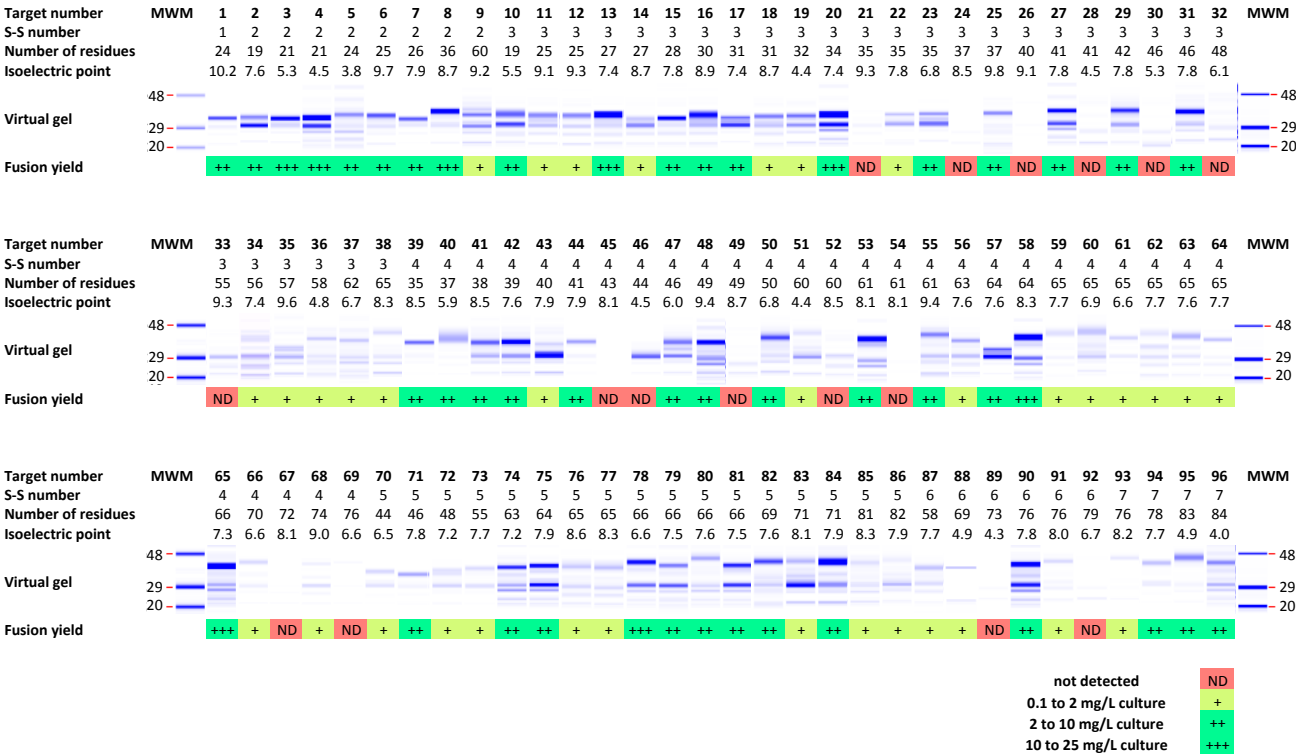 Target number MWM 1 2 3 4 5 6 7 8 9 10 11 12 13 14 15 16 17 18 19 20 21 22 23 24 25 26 27 28 29 30 31 32 MWM
S-S number 1 2 2 2 2 2 2 2 2 3 3 3 3 3 3 3 3 3 3 3 3 3 3 3 3 3 3 3 3 3 3 3
Number of residues 24 19 21 21 24 25 26 36 60 19 25 25 27 27 28 30 31 31 32 34 35 35 35 37 37 40 41 41 42 46 46 48
Isoelectric point 10.2 7.6 5.3 4.5 3.8 9.7 7.9 8.7 9.2 5.5 9.1 9.3 7.4 8.7 7.8 8.9 7.4 8.7 4.4 7.4 9.3 7.8 6.8 8.5 9.8 9.1 7.8 4.5 7.8 5.3 7.8 6.1
48 48
Virtual gel
29 29
20 20
Fusion yield ++ ++ +++ +++ ++ ++ ++ +++ + ++ + + +++ + ++ ++ ++ + + +++ ND + ++ ND ++ ND ++ ND ++ ND ++ ND
Target number MWM 33 34 35 36 37 38 39 40 41 42 43 44 45 46 47 48 49 50 51 52 53 54 55 56 57 58 59 60 61 62 63 64 MWM
S-S number 3 3 3 3 3 3 4 4 4 4 4 4 4 4 4 4 4 4 4 4 4 4 4 4 4 4 4 4 4 4 4 4
Number of residues 55 56 57 58 62 65 35 37 38 39 40 41 43 44 46 49 49 50 60 60 61 61 61 63 64 64 65 65 65 65 65 65
Isoelectric point 9.3 7.4 9.6 4.8 6.7 8.3 8.5 5.9 8.5 7.6 7.9 7.9 8.1 4.5 6.0 9.4 8.7 6.8 4.4 8.5 8.1 8.1 9.4 7.6 7.6 8.3 7.7 6.9 6.6 7.7 7.6 7.7
48 48
Virtual gel
29 29
20 20
Fusion yield ND + + + + + ++ ++ ++ ++ + ++ ND ND ++ ++ ND ++ + ND ++ ND ++ + ++ +++ + + + + + +
Target number MWM 65 66 67 68 69 70 71 72 73 74 75 76 77 78 79 80 81 82 83 84 85 86 87 88 89 90 91 92 93 94 95 96 MWM
S-S number 4 4 4 4 4 5 5 5 5 5 5 5 5 5 5 5 5 5 5 5 5 5 6 6 6 6 6 6 7 7 7 7
Number of residues 66 70 72 74 76 44 46 48 55 63 64 65 65 66 66 66 66 69 71 71 81 82 58 69 73 76 76 79 76 78 83 84
Isoelectric point 7.3 6.6 8.1 9.0 6.6 6.5 7.8 7.2 7.7 7.2 7.9 8.6 8.3 6.6 7.5 7.6 7.5 7.6 8.1 7.9 8.3 7.9 7.7 4.9 4.3 7.8 8.0 6.7 8.2 7.7 4.9 4.0
48 48
Virtual gel
29 29
20 20
Fusion yield +++ + ND + ND + ++ + + ++ ++ + + +++ ++ ++ ++ ++ + ++ + + + + ND ++ + ND + ++ ++ ++
not detected ND
0.1 to 2 mg/L culture +
2 to 10 mg/L culture ++
10 to 25 mg/L culture +++